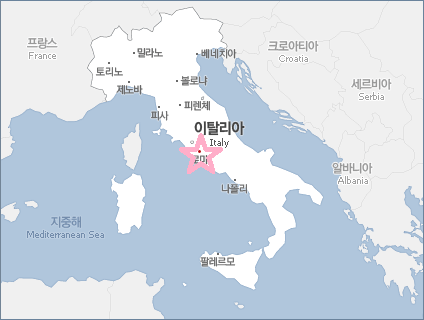 프랑스
France
밀라노
베네치아
크로아티아
Croatia
토리노
제노바
볼로냐
세르비아
Serbia
피사
피렌체
이탈리아
Italy
로마
알바니아
Albania
나폴리
지중해
Mediterranean Sea
팔레르모